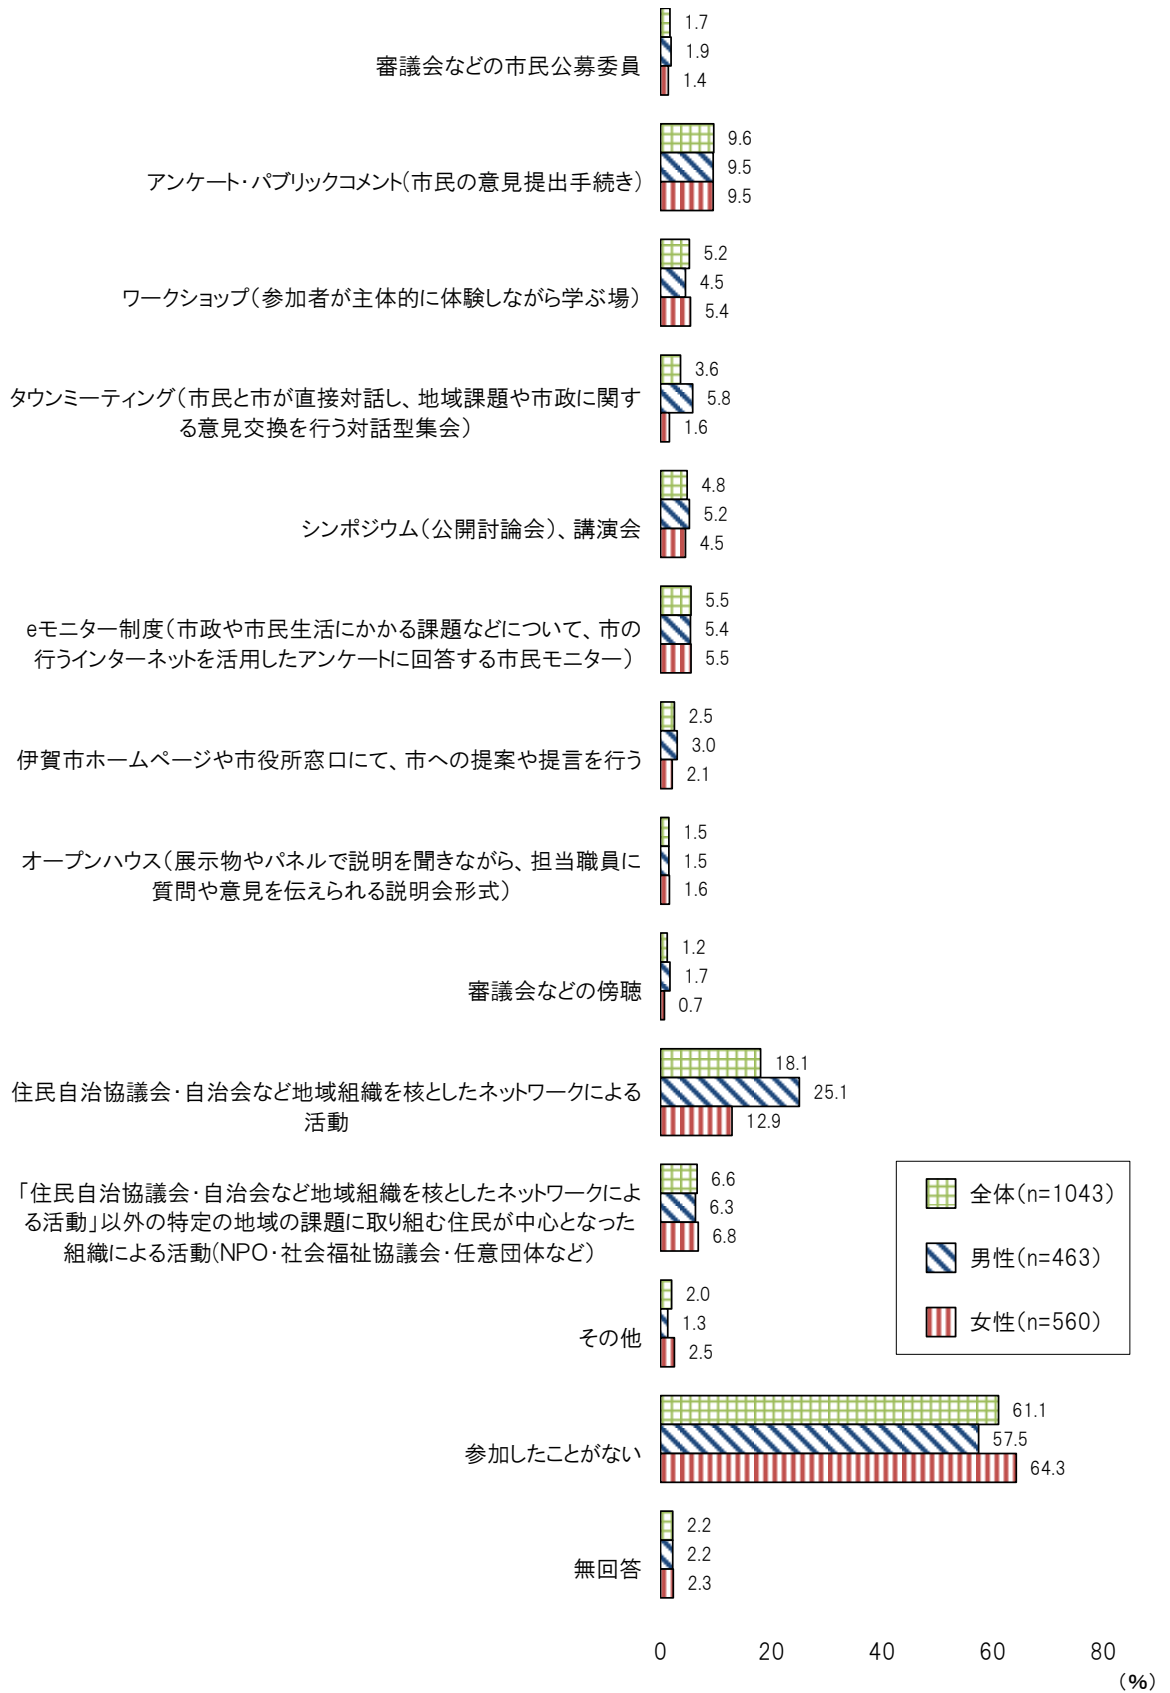 1.7
1.9
審議会などの市民公募委員
1.4
9.6
9.5
アンケート・パブリックコメント(市民の意見提出手続き)
9.5
5.2
4.5
ワークショップ(参加者が主体的に体験しながら学ぶ場)
5.4
3.6
タウンミーティング(市民と市が直接対話し、地域課題や市政に関す
5.8
る意見交換を行う対話型集会)
1.6
4.8
5.2
シンポジウム(公開討論会)、講演会
4.5
5.5
eモニター制度(市政や市民生活にかかる課題などについて、市の
5.4
行うインターネットを活用したアンケートに回答する市民モニター)
5.5
2.5
3.0
伊賀市ホームページや市役所窓口にて、市への提案や提言を行う
2.1
1.5
オープンハウス(展示物やパネルで説明を聞きながら、担当職員に
1.5
質問や意見を伝えられる説明会形式)
1.6
1.2
1.7
審議会などの傍聴
0.7
18.1
住民自治協議会・自治会など地域組織を核としたネットワークによる
25.1
活動
12.9
6.6
「住民自治協議会・自治会など地域組織を核としたネットワークによ
6.3
る活動」以外の特定の地域の課題に取り組む住民が中心となった
6.8
組織による活動(NPO・社会福祉協議会・任意団体など)
全体(n=1043)
男性(n=463)
女性(n=560)
2.0
1.3
その他
2.5
61.1
57.5
参加したことがない
64.3
2.2
2.2
無回答
2.3
0 20 40 60 80
(%)